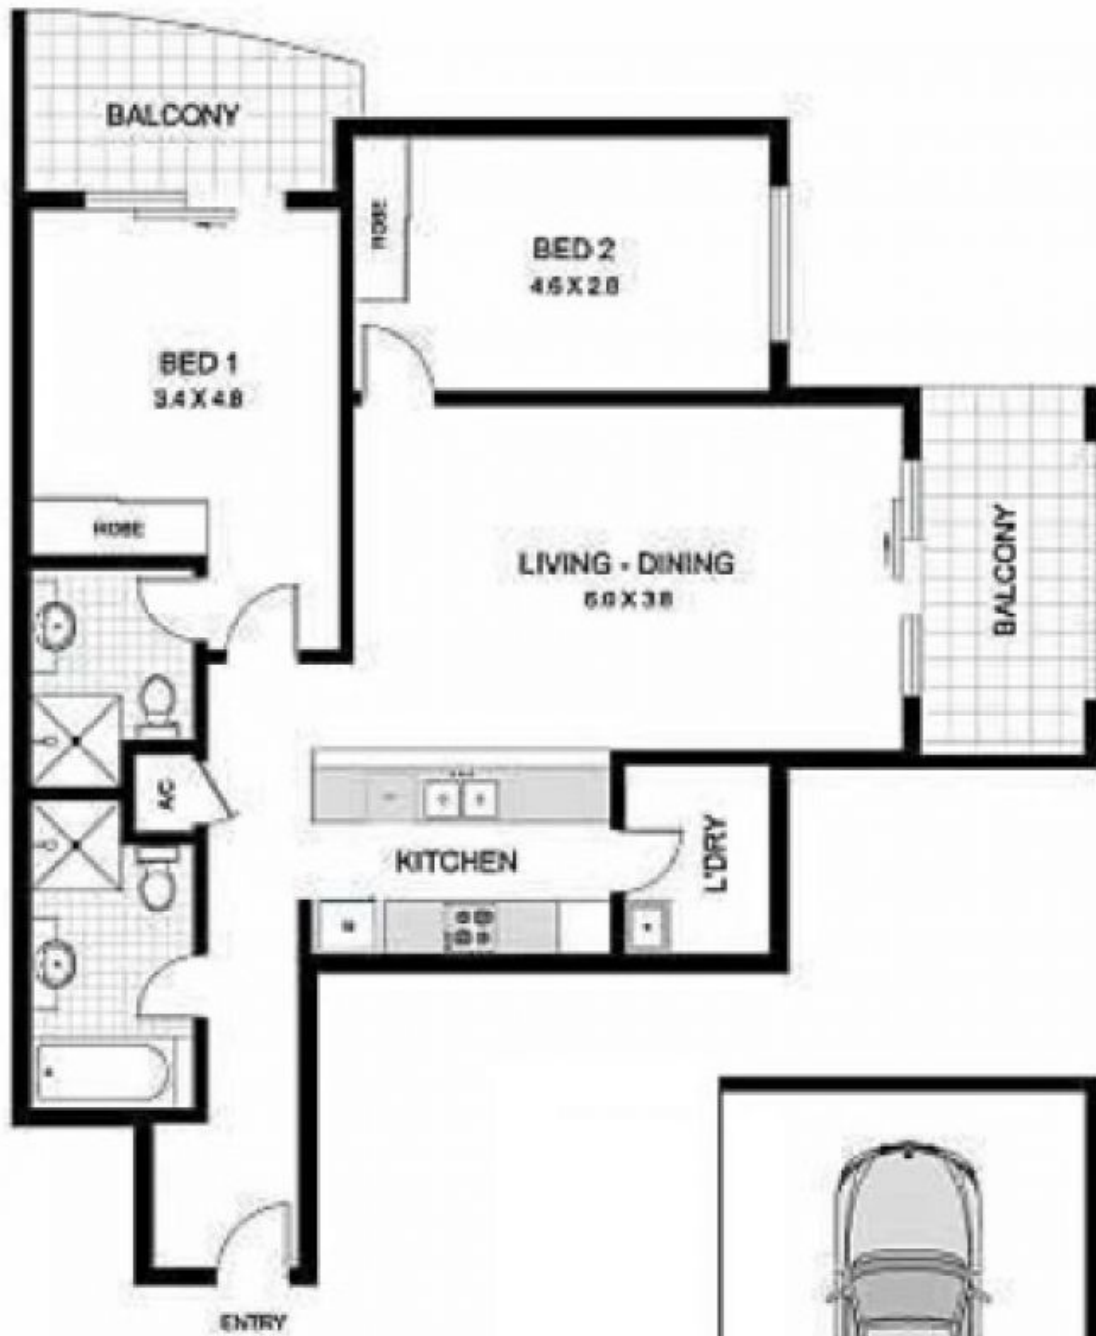 BALCONY
ROBE
BED 2
4.6 X 2.8
BED 1
3.4 X 4.8
ROBE
LIVING - DINING
6.0 X 3.8
BALCONY
AC
KITCHEN
L'DRY
ENTRY